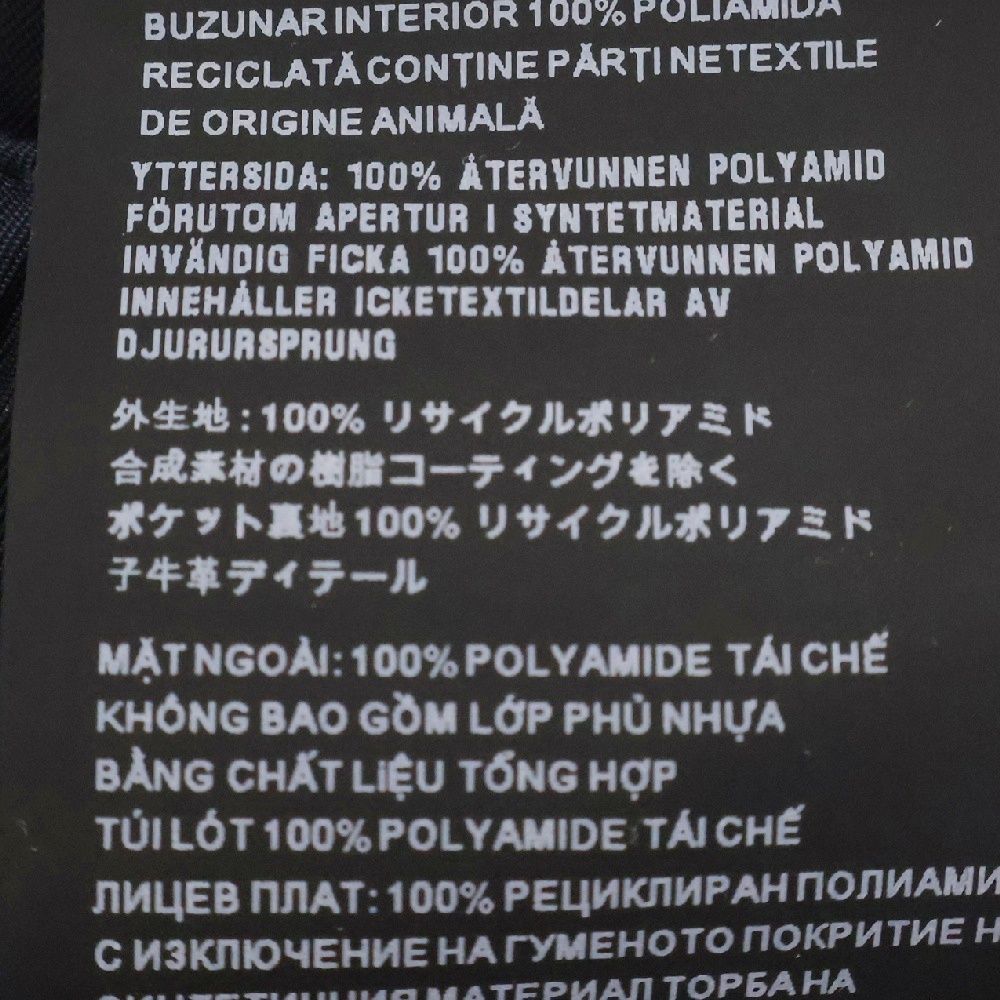 BUZUNAR INTERIOR 100% POLIAMIDĂ
RECICLATĂ CONȚINE PĂRȚI NETEXTILE
DE ORIGINE ANIMALĂ
YTTERSIDA: 100% ÅTERVUNNEN POLYAMID
FÖRUTOM APERTUR I SYNTETMATERIAL
INVÄNDIG FICKA 100% ÅTERVUNNEN POLYAMID
INNEHÅLLER ICKETEXTILDELAR AV
DJURURSPRUNG
外生地:100% リサイクルポリアミド
合成素材の樹脂コーティングを除く
ポケット裏地100% リサイクルポリアミド
子牛革ディテール
MẶT NGOÀI: 100% POLYAMIDE TÁI CHẾ
KHÔNG BAO GỒM LỚP PHỦ NHỰA
BẰNG CHẤT LIỆU TỔNG HỢP
TÚI LÓT 100% POLYAMIDE TÁI CHẾ
ЛИЦЕВ ПЛАТ: 100% РЕЦИКЛИРАН ПОЛИАМИ
С ИЗКЛЮЧЕНИЕ НА ГУМЕНОТО ПОКРИТИЕ Н
МАТЕРИАЛ ТОРБА НА